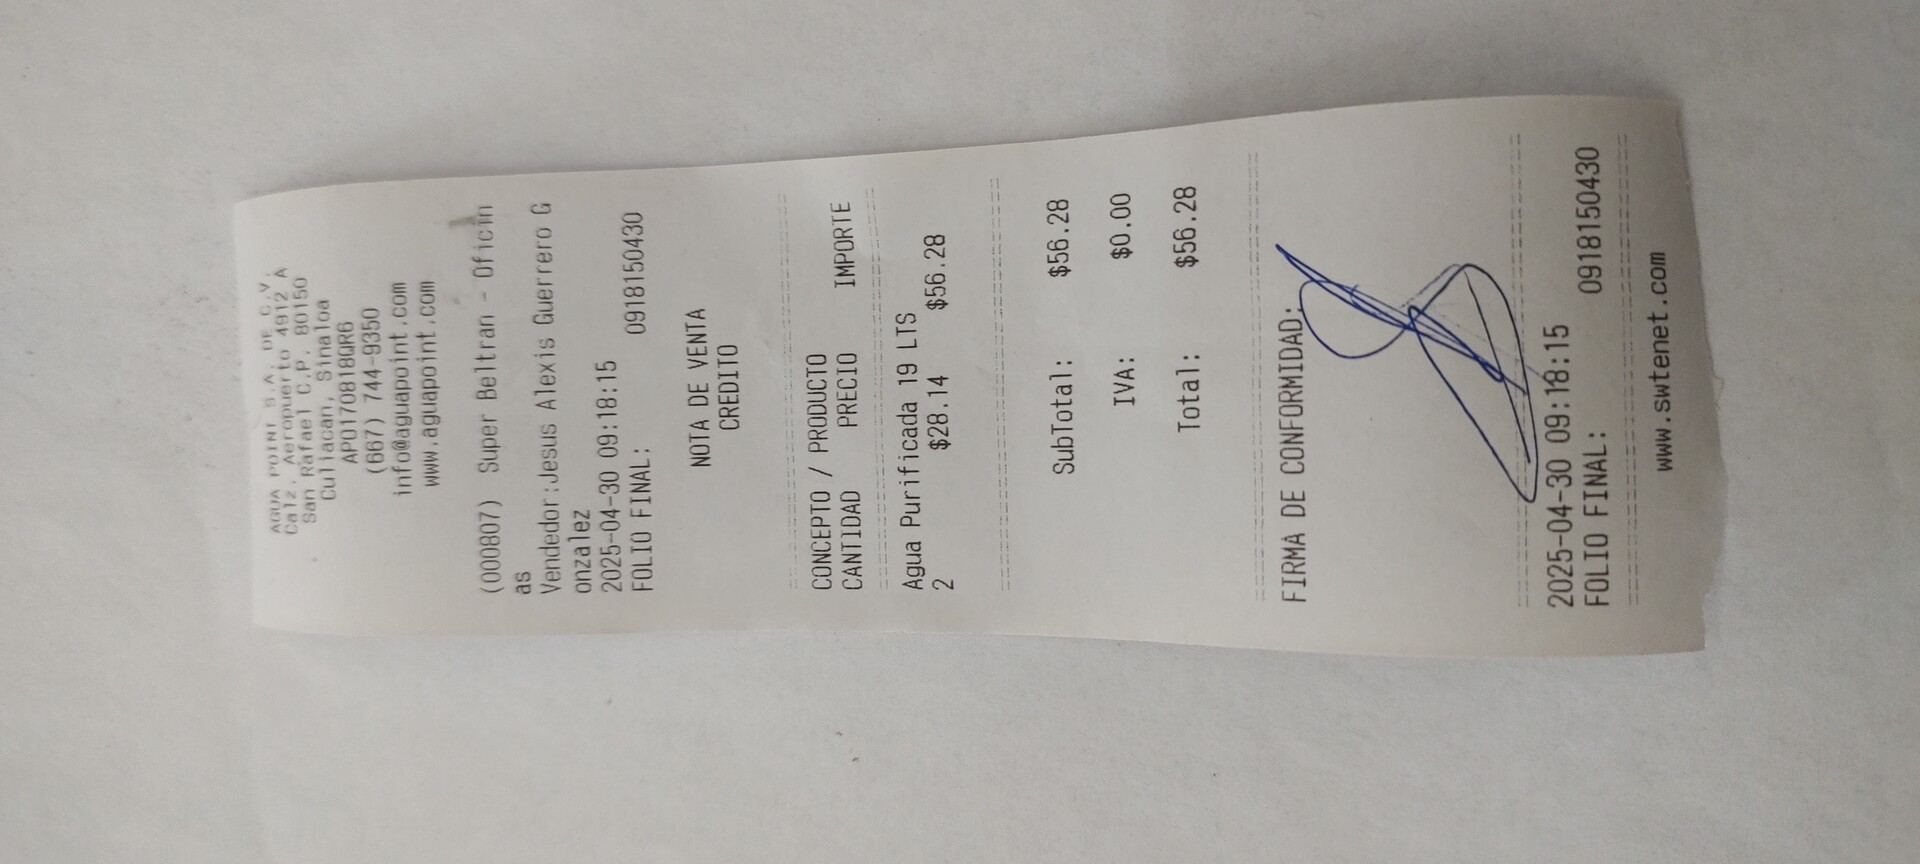 AGUA POINT S.A. DE C.V.
Calz. Aeropuerto 4912 A
San Rafael C.P. 80150
Culiacan, Sinaloa
APO170818QR6
(667) 744-9350
info@aguapoint.com
www.aguapoint.com
(000807) Super Beltran - Oficin
as
Vendedor:Jesus Alexis Guerrero G
onzalez
2025-04-30 09:18:15
FOLIO FINAL: 0918150430
NOTA DE VENTA
CREDITO
CONCEPTO / PRODUCTO
CANTIDAD PRECIO IMPORTE
Agua Purificada 19 LTS
2 $28.14 $56.28
SubTotal: $56.28
IVA: $0.00
Total: $56.28
FIRMA DE CONFORMIDAD:
2025-04-30 09:18:15
FOLIO FINAL: 0918150430
www.swtenet.com